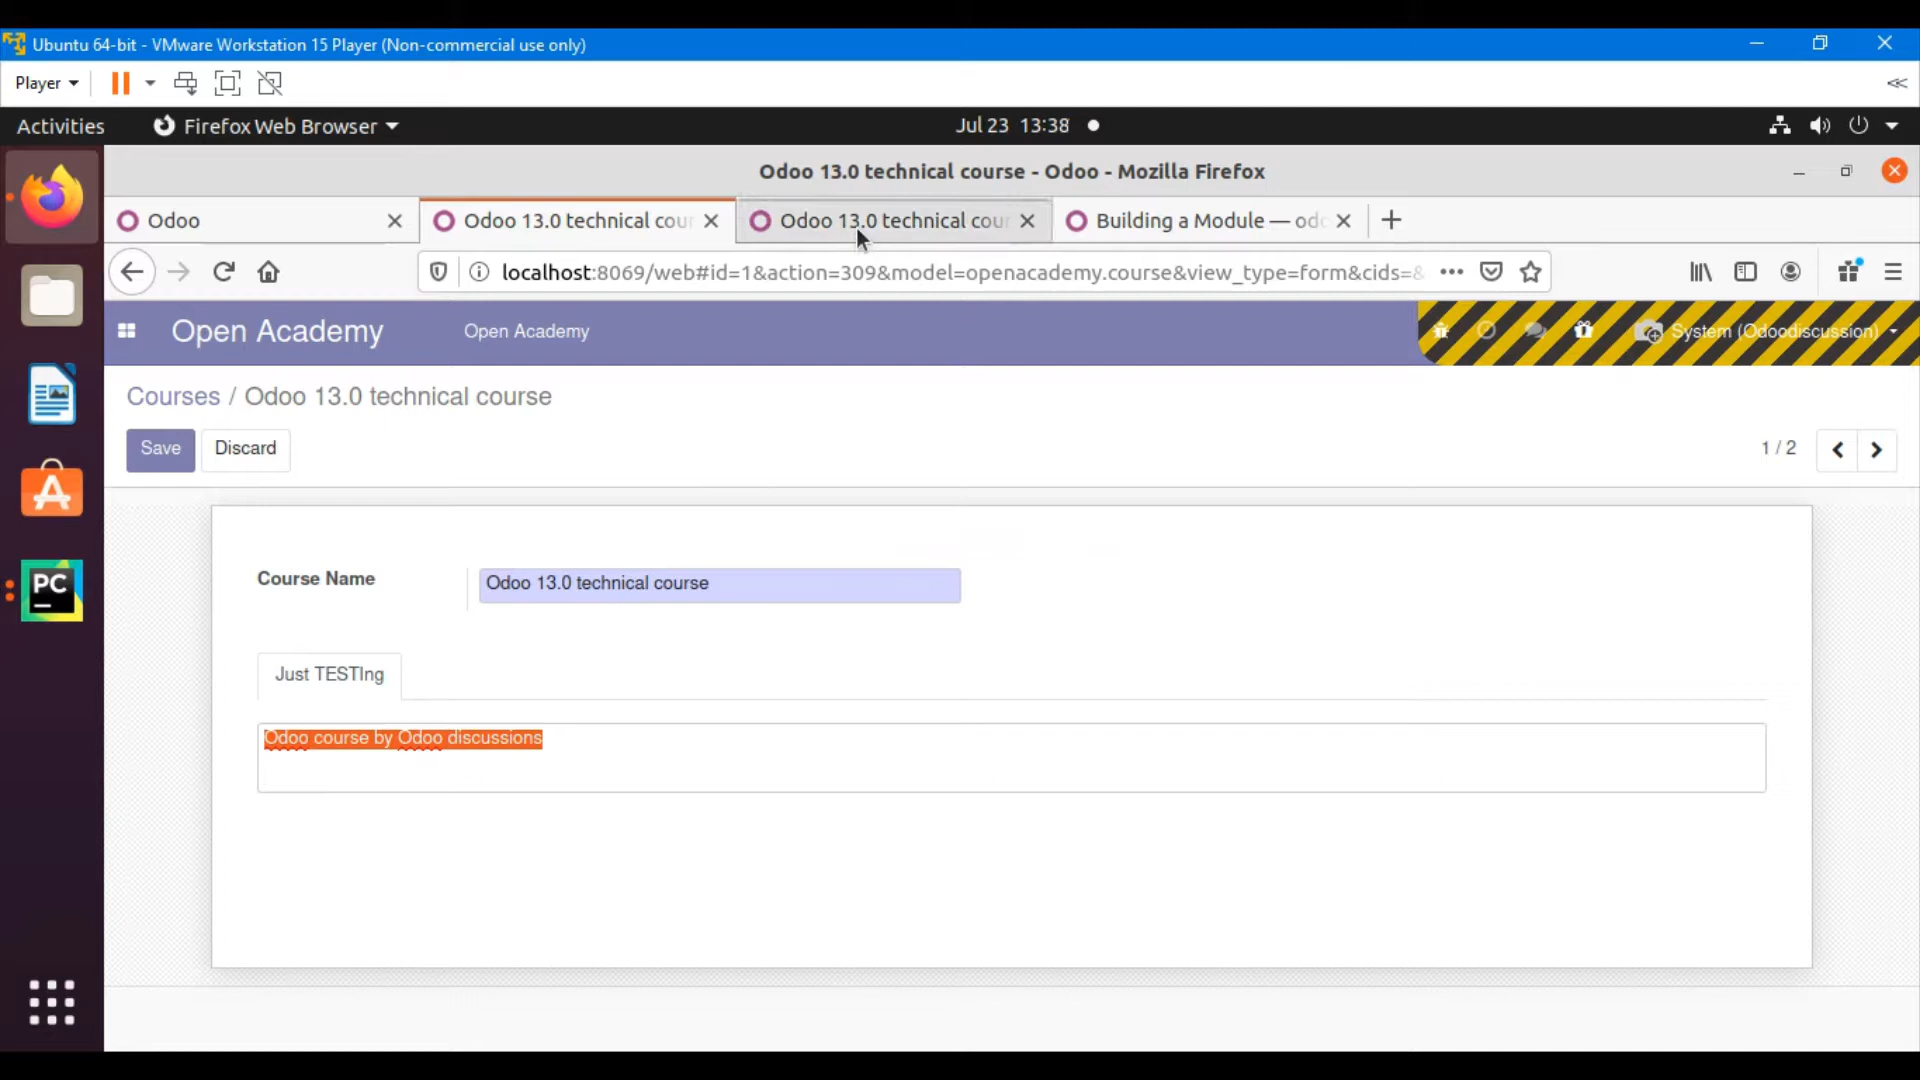 Ubuntu 64-bit - VMware Workstation 15 Player (Non-commercial use only)
Player
Activities
Firefox Web Browser
Jul 23 13:38
Odoo 13.0 technical course - Odoo - Mozilla Firefox
Odoo
Odoo 13.0 technical cour
Odoo 13.0 technical cour
Building a Module — odo
localhost:8069/web#id=1&action=309&model=openacademy.course&view_type=form&cids=&
Open Academy
Open Academy
System (Odoodiscussion)
Courses / Odoo 13.0 technical course
Save
Discard
1 / 2
PC
Course Name
Odoo 13.0 technical course
Just TESTIng
Odoo course by Odoo discussions